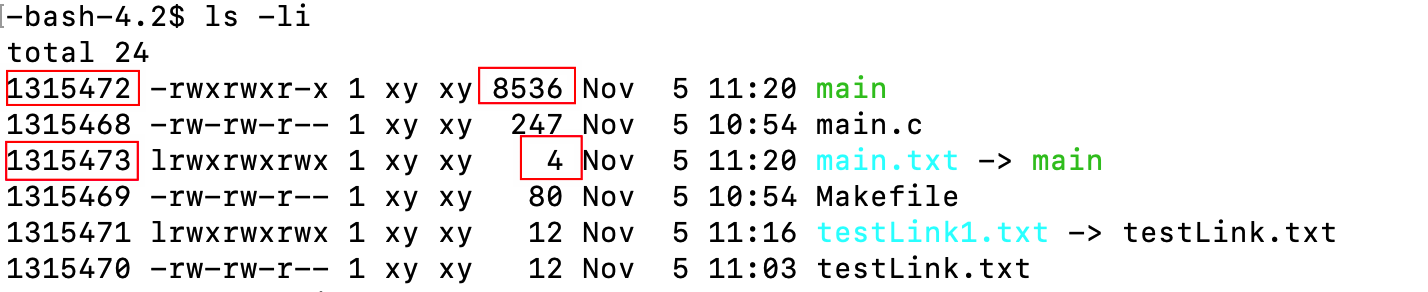 [-bash-4.2$ ls -li
total 24
1315472 -rwxrwxr-x 1 xy xy 8536 Nov  5 11:20 main
1315468 -rw-rw-r-- 1 xy xy  247 Nov  5 10:54 main.c
1315473 lrwxrwxrwx 1 xy xy    4 Nov  5 11:20 main.txt -> main
1315469 -rw-rw-r-- 1 xy xy   80 Nov  5 10:54 Makefile
1315471 lrwxrwxrwx 1 xy xy   12 Nov  5 11:16 testLink1.txt -> testLink.txt
1315470 -rw-rw-r-- 1 xy xy   12 Nov  5 11:03 testLink.txt